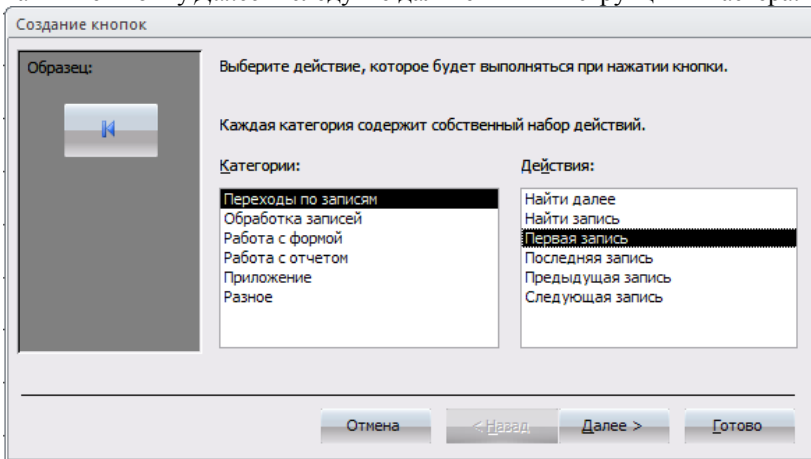 Создание кнопок
Образец:
Выберите действие, которое будет выполняться при нажатии кнопки.
Каждая категория содержит собственный набор действий.
Категории:
Действия:
Переходы по записям
Обработка записей
Работа с формой
Работа с отчетом
Приложение
Разное
Найти далее
Найти запись
Первая запись
Последняя запись
Предыдущая запись
Следующая запись
Отмена
< Назад
Далее >
Готово